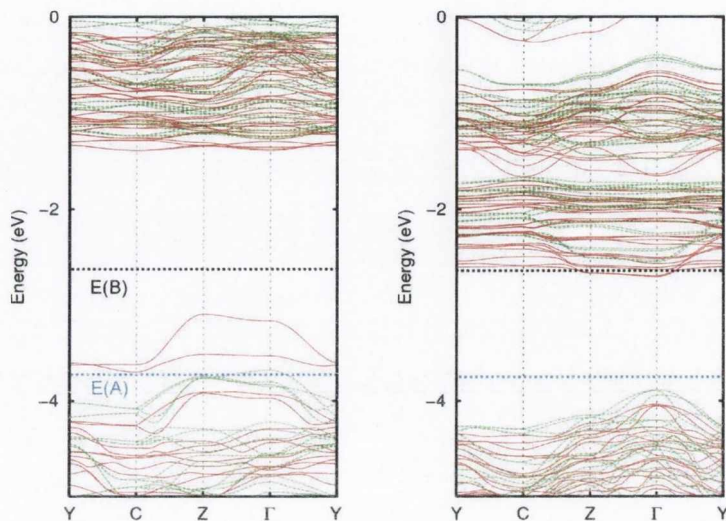 0
−2
−4
Energy (eV)
E(B)
E(A)
Y C Z Γ Y
0
−2
−4
Energy (eV)
Y C Z Γ Y